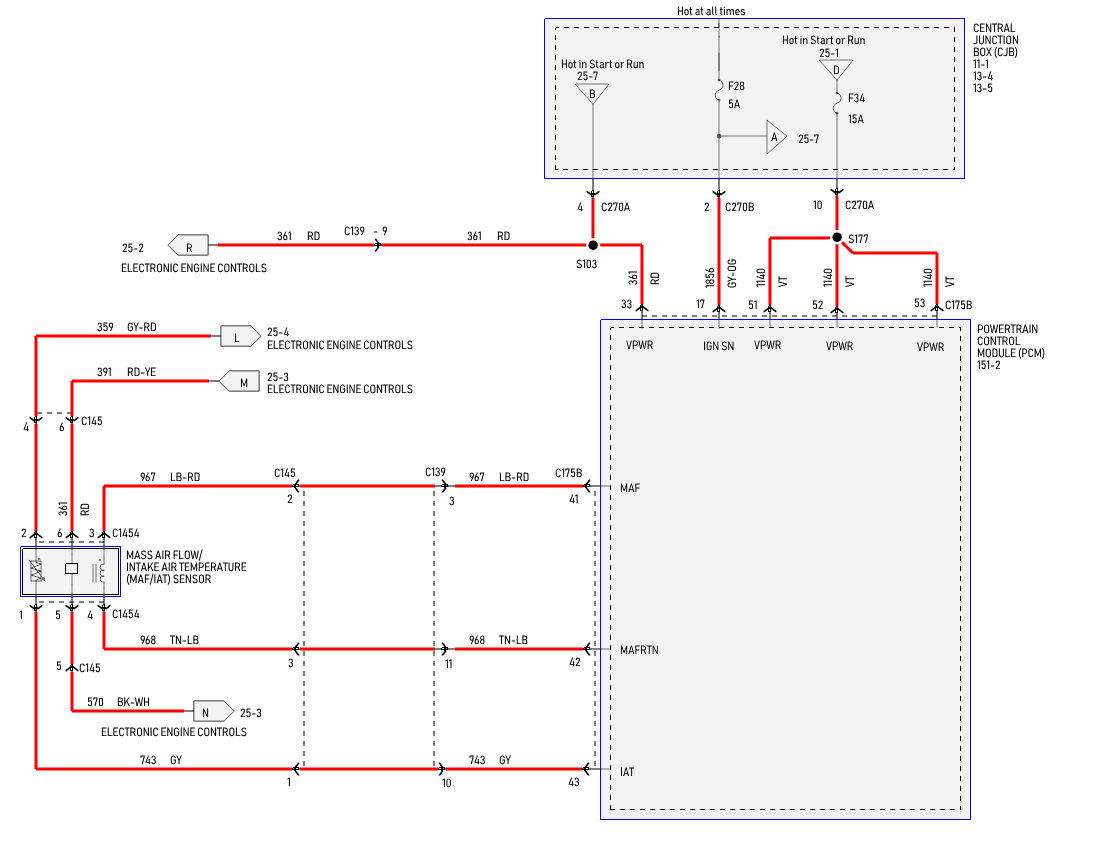 Hot at all times
CENTRAL
JUNCTION
BOX (CJB)
11-1
13-4
13-5
Hot in Start or Run
25-7
B
F28
5A
A
25-7
Hot in Start or Run
25-1
D
F34
15A
4 C270A
2 C270B
10 C270A
25-2
R
ELECTRONIC ENGINE CONTROLS
361 RD
C139 - 9
361 RD
S103
S177
361 RD
1856 GY-OG
1140 VT
1140 VT
1140 VT
33
17
51
52
53
C175B
VPWR
IGN SN
VPWR
VPWR
VPWR
POWERTRAIN
CONTROL
MODULE (PCM)
151-2
359 GY-RD
L
25-4
ELECTRONIC ENGINE CONTROLS
391 RD-YE
M
25-3
ELECTRONIC ENGINE CONTROLS
4
6
C145
361 RD
967 LB-RD
C145
2
C139
3
967 LB-RD
C175B
41
MAF
2
6
3
C1454
MASS AIR FLOW/
INTAKE AIR TEMPERATURE
(MAF/IAT) SENSOR
1
5
4
C1454
968 TN-LB
3
11
968 TN-LB
42
MAFRTN
5
C145
570 BK-WH
N
25-3
ELECTRONIC ENGINE CONTROLS
743 GY
1
10
743 GY
43
IAT